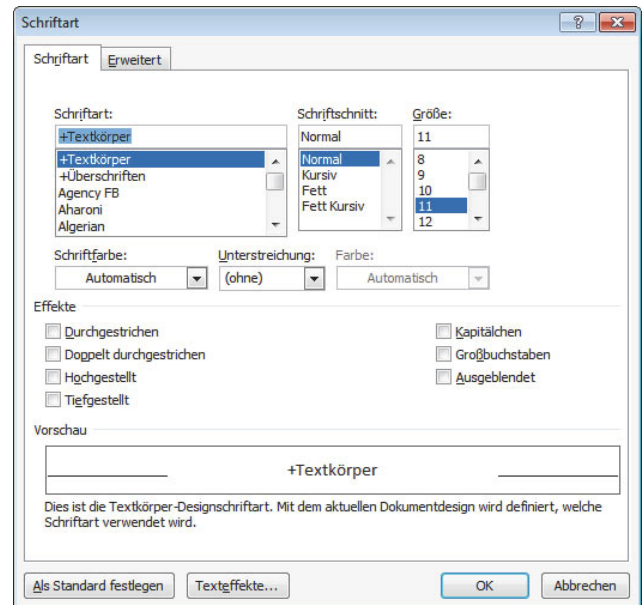 Schriftart
Schriftart Erweitert
Schriftart: Schriftschnitt: Größe:
+Textkörper Normal 11
+Textkörper Normal 8
+Überschriften Kursiv 9
Agency FB Fett 10
Aharoni Fett Kursiv 11
Algerian 12
Schriftfarbe: Unterstreichung: Farbe:
Automatisch (ohne) Automatisch
Effekte
Durchgestrichen Kapitälchen
Doppelt durchgestrichen Großbuchstaben
Hochgestellt Ausgeblendet
Tiefgestellt
Vorschau
+Textkörper
Dies ist die Textkörper-Designschriftart. Mit dem aktuellen Dokumentdesign wird definiert, welche
Schriftart verwendet wird.
Als Standard festlegen Texteffekte... OK Abbrechen